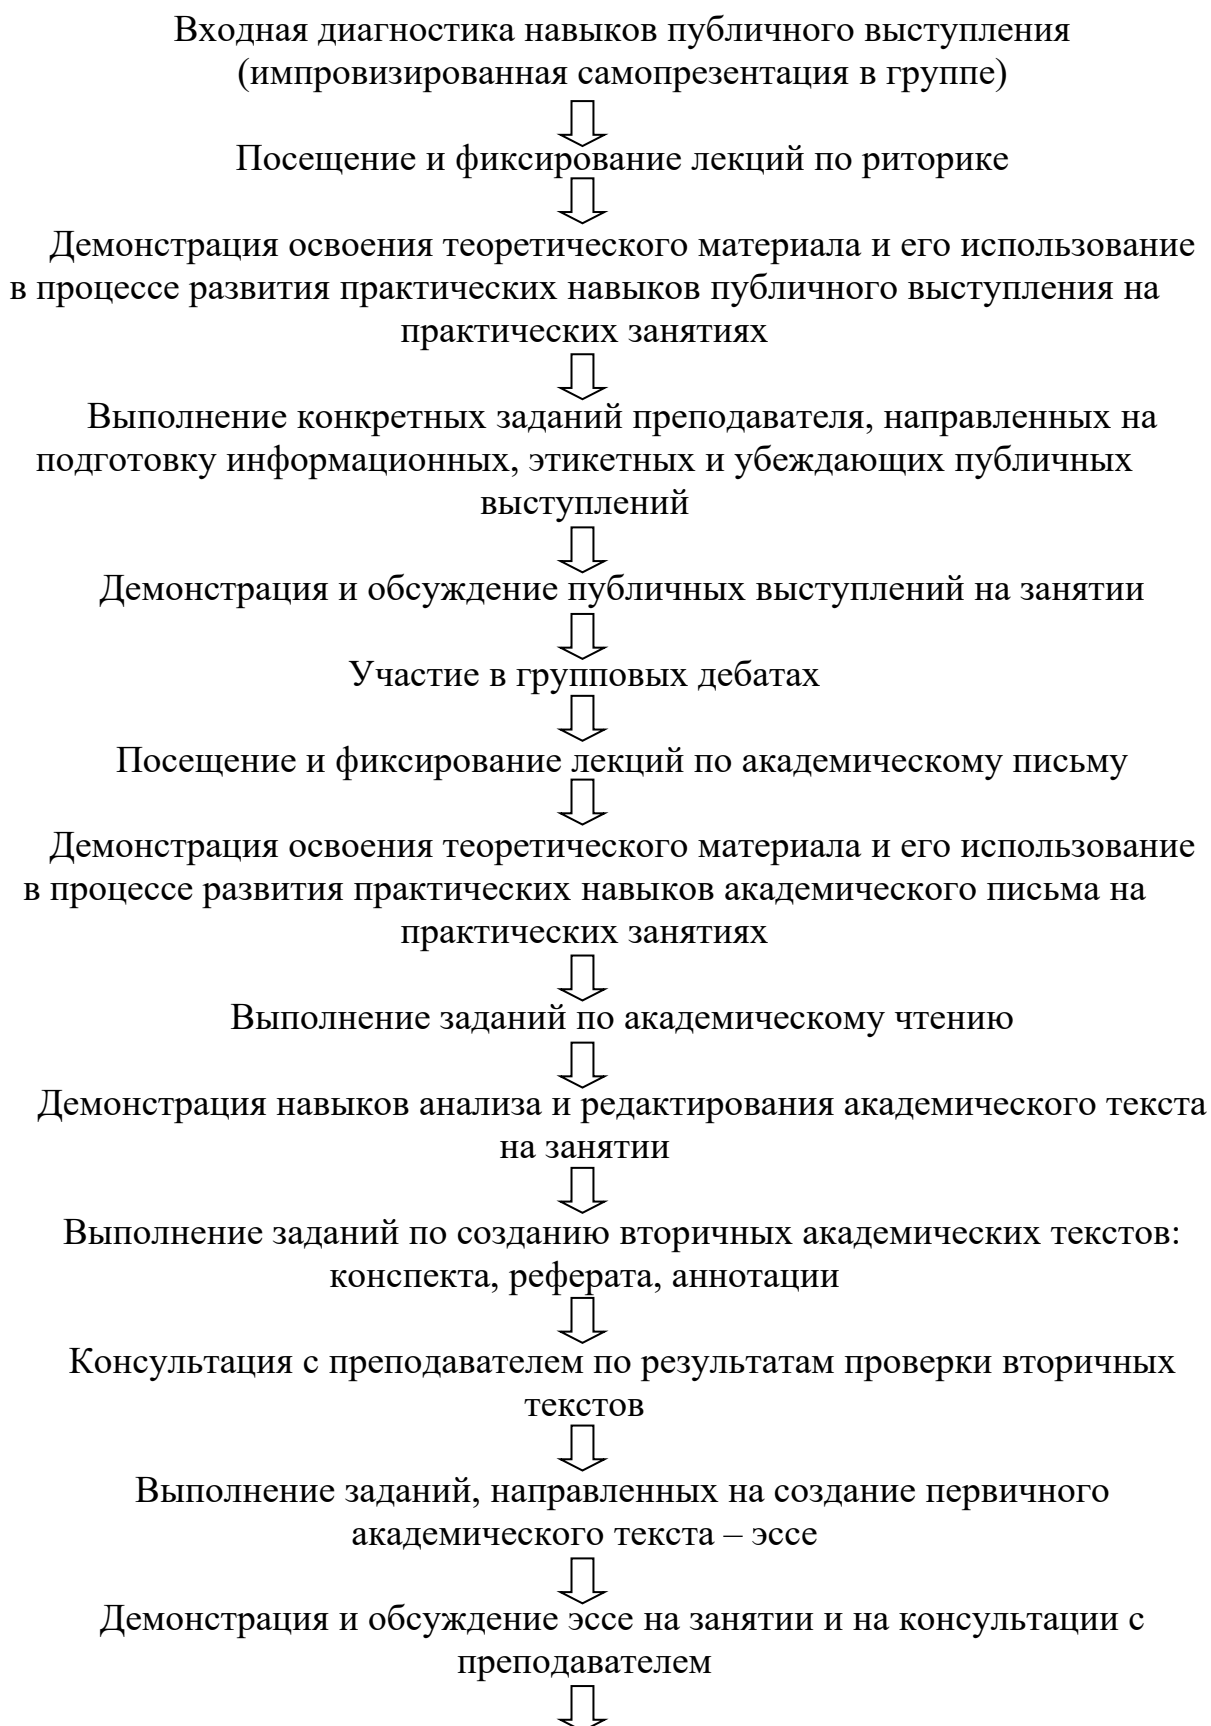 Входная диагностика навыков публичного выступления
(импровизированная самопрезентация в группе)
Посещение и фиксирование лекций по риторике
Демонстрация освоения теоретического материала и его использование
в процессе развития практических навыков публичного выступления на
практических занятиях
Выполнение конкретных заданий преподавателя, направленных на
подготовку информационных, этикетных и убеждающих публичных
выступлений
Демонстрация и обсуждение публичных выступлений на занятии
Участие в групповых дебатах
Посещение и фиксирование лекций по академическому письму
Демонстрация освоения теоретического материала и его использование
в процессе развития практических навыков академического письма на
практических занятиях
Выполнение заданий по академическому чтению
Демонстрация навыков анализа и редактирования академического текста
на занятии
Выполнение заданий по созданию вторичных академических текстов:
конспекта, реферата, аннотации
Консультация с преподавателем по результатам проверки вторичных
текстов
Выполнение заданий, направленных на создание первичного
академического текста – эссе
Демонстрация и обсуждение эссе на занятии и на консультации с
преподавателем